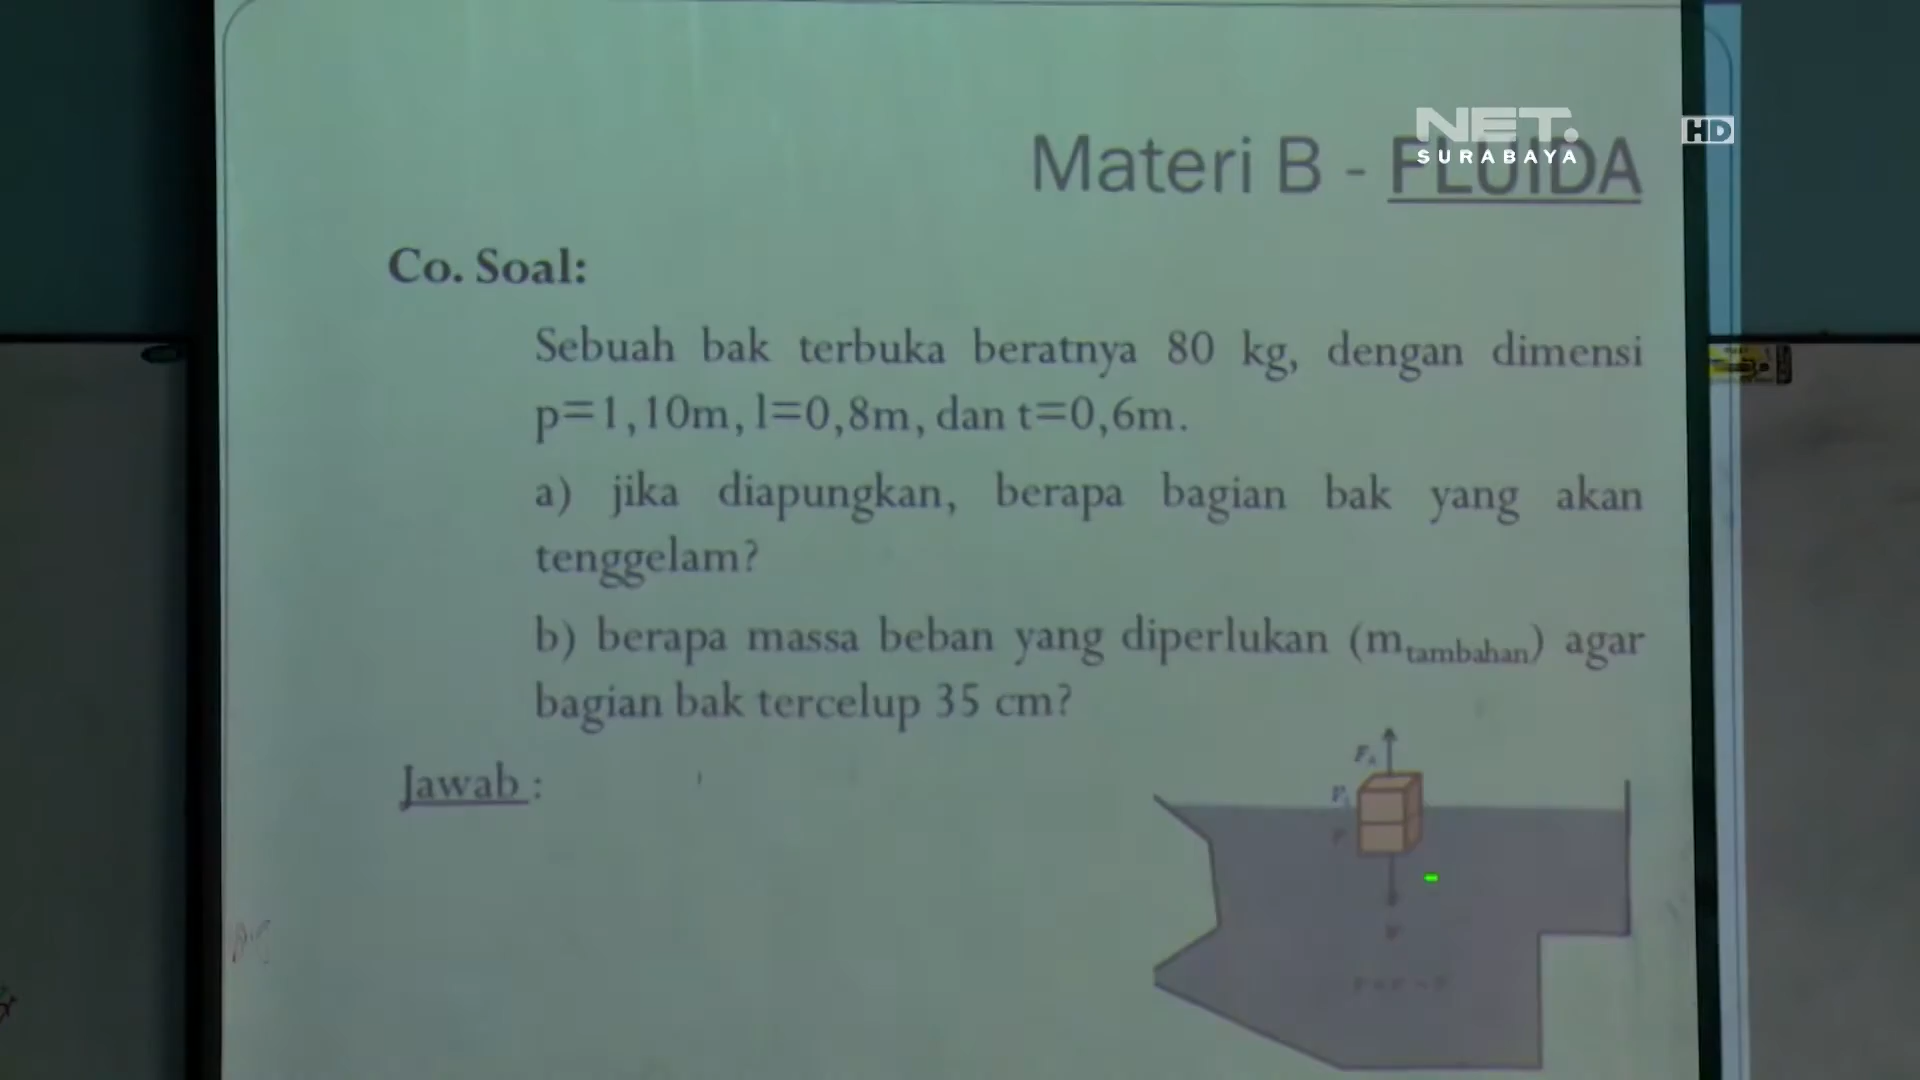 NET.
SURABAYA
HD
Materi B - FLUIDA
Co. Soal:
Sebuah bak terbuka beratnya 80 kg, dengan dimensi
p=1,10m, l=0,8m, dan t=0,6m.
a) jika diapungkan, berapa bagian bak yang akan
tenggelam?
b) berapa massa beban yang diperlukan (mtambahan) agar
bagian bak tercelup 35 cm?
Jawab :